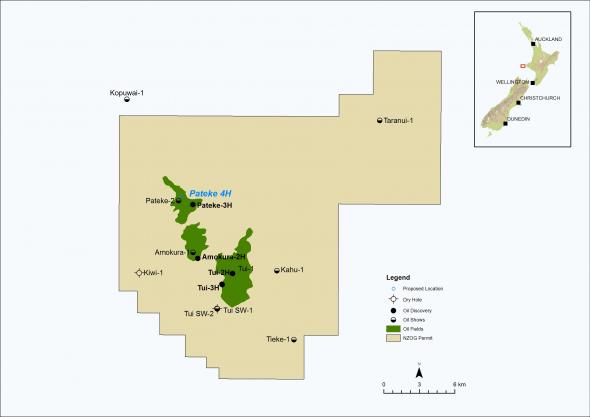 AUCKLAND
WELLINGTON
CHRISTCHURCH
DUNEDIN
Kopuwai-1
Taranui-1
Pateke 4H
Pateke-2
Pateke-3H
Amokura-1
Amokura-2H
Kiwi-1
Tui-2H
Tui-1
Kahu-1
Tui-3H
Tui SW-2
Tui SW-1
Tieke-1
Legend
Proposed Location
Dry Hole
Oil Discovery
Oil Shows
Oil Fields
NZOG Permit
N
0 3 6 km